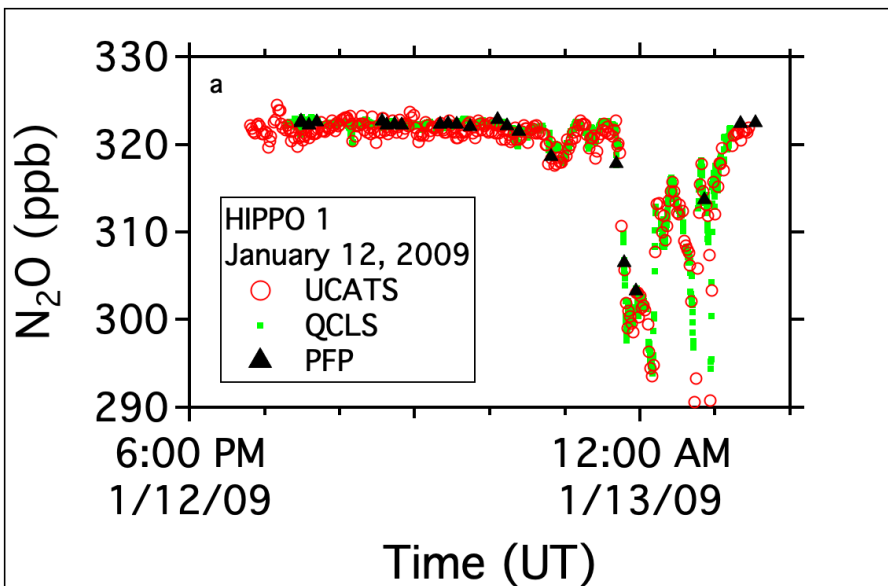 a
N₂O (ppb)
330
320
310
300
290
HIPPO 1
January 12, 2009
UCATS
QCLS
PFP
6:00 PM
1/12/09
12:00 AM
1/13/09
Time (UT)